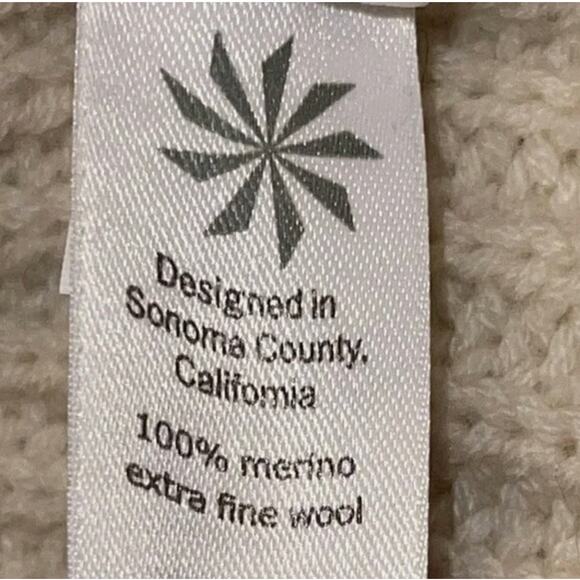 Designed in
Sonoma County,
California
100% merino
extra fine wool